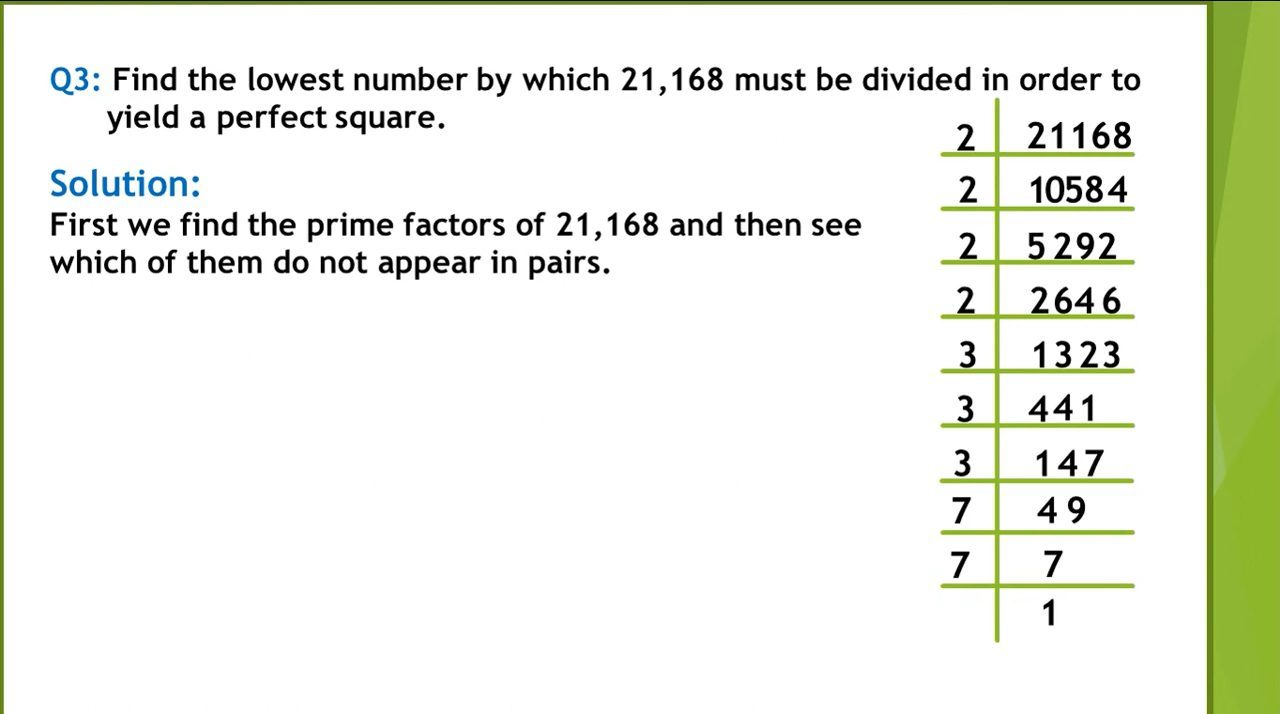 Q3: Find the lowest number by which 21,168 must be divided in order to
yield a perfect square.
Solution:
First we find the prime factors of 21,168 and then see
which of them do not appear in pairs.
2 21168
2 10584
2 5292
2 2646
3 1323
3 441
3 147
7 49
7 7
1